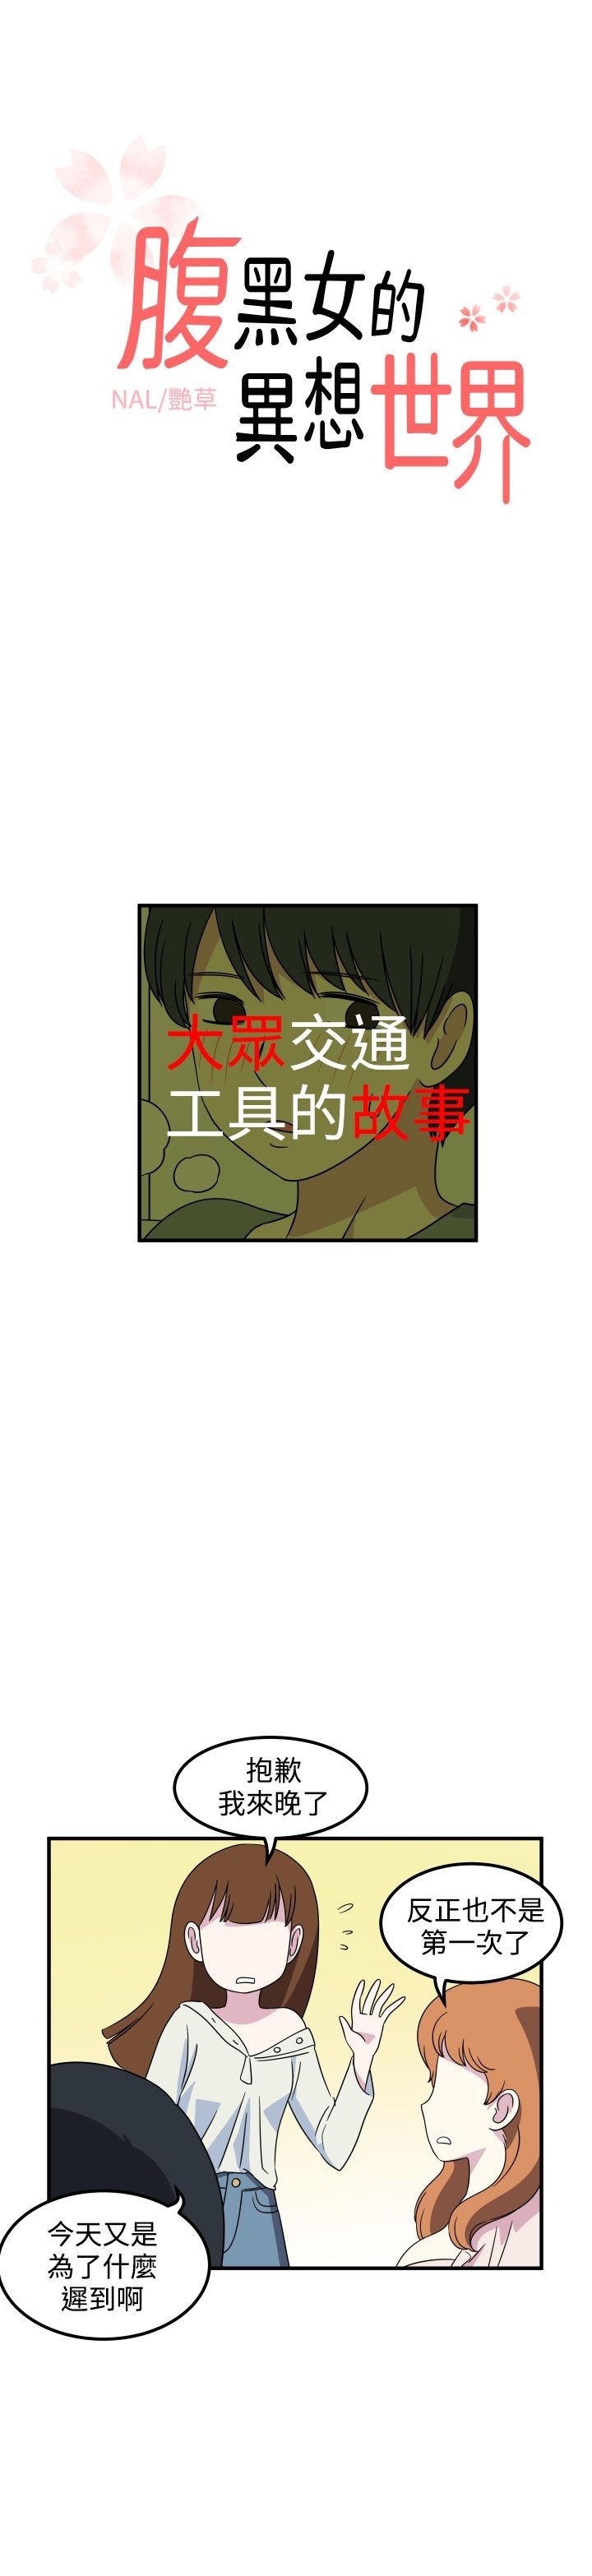 腹黑女的
異想世界
NAL/艷草
大眾交通
工具的故事
抱歉
我來晚了
反正也不是
第一次了
今天又是
為了什麼
遲到啊